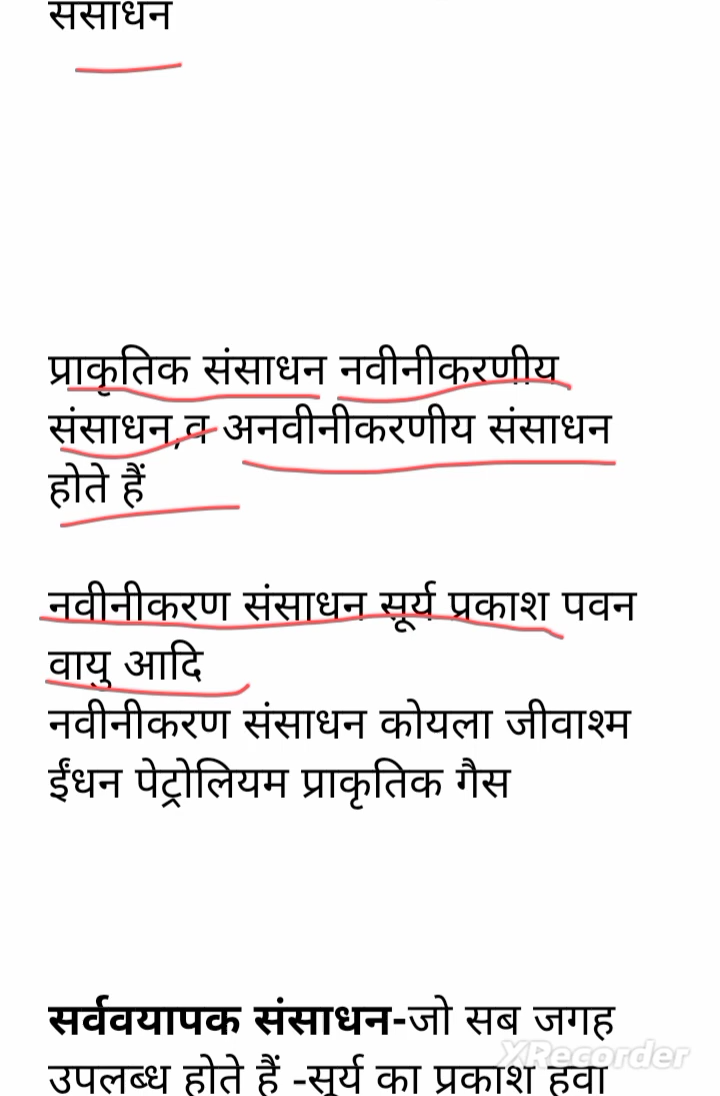 संसाधन
प्राकृतिक संसाधन नवीनीकरणीय
संसाधन,व अनवीनीकरणीय संसाधन
होते हैं
नवीनीकरण संसाधन सूर्य प्रकाश पवन
वायु आदि
नवीनीकरण संसाधन कोयला जीवाश्म
ईंधन पेट्रोलियम प्राकृतिक गैस
सर्ववयापक संसाधन-जो सब जगह
उपलब्ध होते हैं -सूर्य का प्रकाश हवा
XRecorder